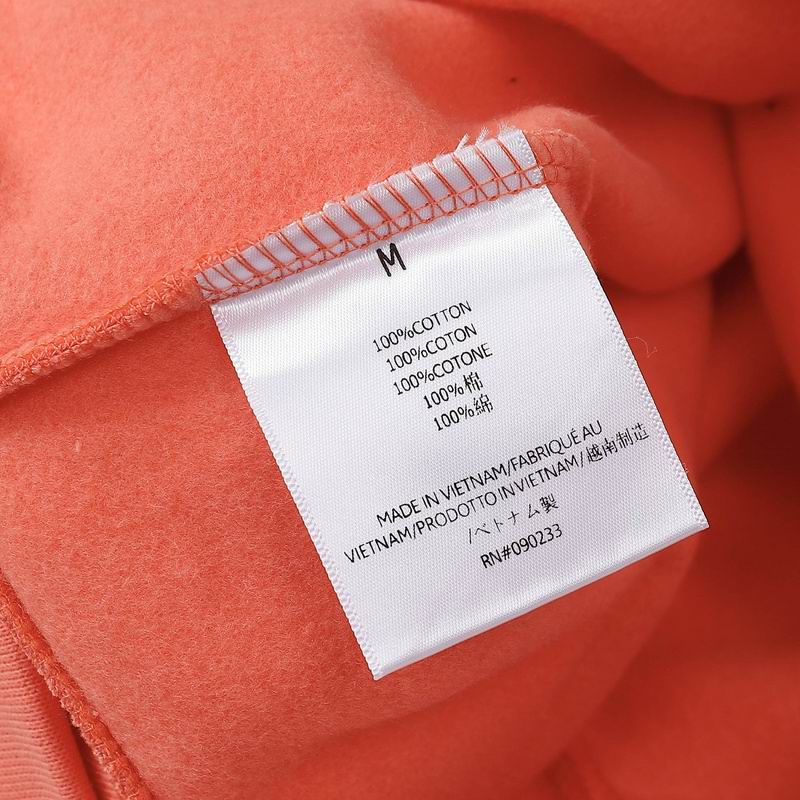 M
100%COTTON
100%COTON
100%COTONE
100%棉
100%綿
MADE IN VIETNAM/FABRIQUÉ AU
VIETNAM/PRODOTTO IN VIETNAM/越南制造
/ベトナム製
RN#090233